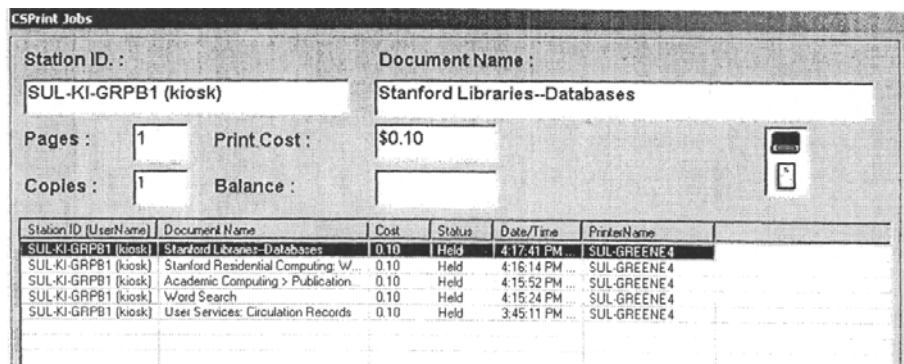 CSPrint Jobs
Station ID. : Document Name :
SUL-KI-GRPB1 (kiosk) Stanford Libraries--Databases
Pages : 1 Print Cost : $0.10
Copies : 1 Balance :
Station ID (UserName) Document Name Cost Status Date/Time PrinterName
SUL-KI-GRPB1 (kiosk) Stanford Libraries--Databases 0.10 Held 4:17:41 PM ... SUL-GREENE4
SUL-KI-GRPB1 (kiosk) Stanford Residential Computing: W... 0.10 Held 4:16:14 PM ... SUL-GREENE4
SUL-KI-GRPB1 (kiosk) Academic Computing > Publication... 0.10 Held 4:15:52 PM ... SUL-GREENE4
SUL-KI-GRPB1 (kiosk) Word Search 0.10 Held 4:15:24 PM ... SUL-GREENE4
SUL-KI-GRPB1 (kiosk) User Services: Circulation Records 0.10 Held 3:45:11 PM ... SUL-GREENE4